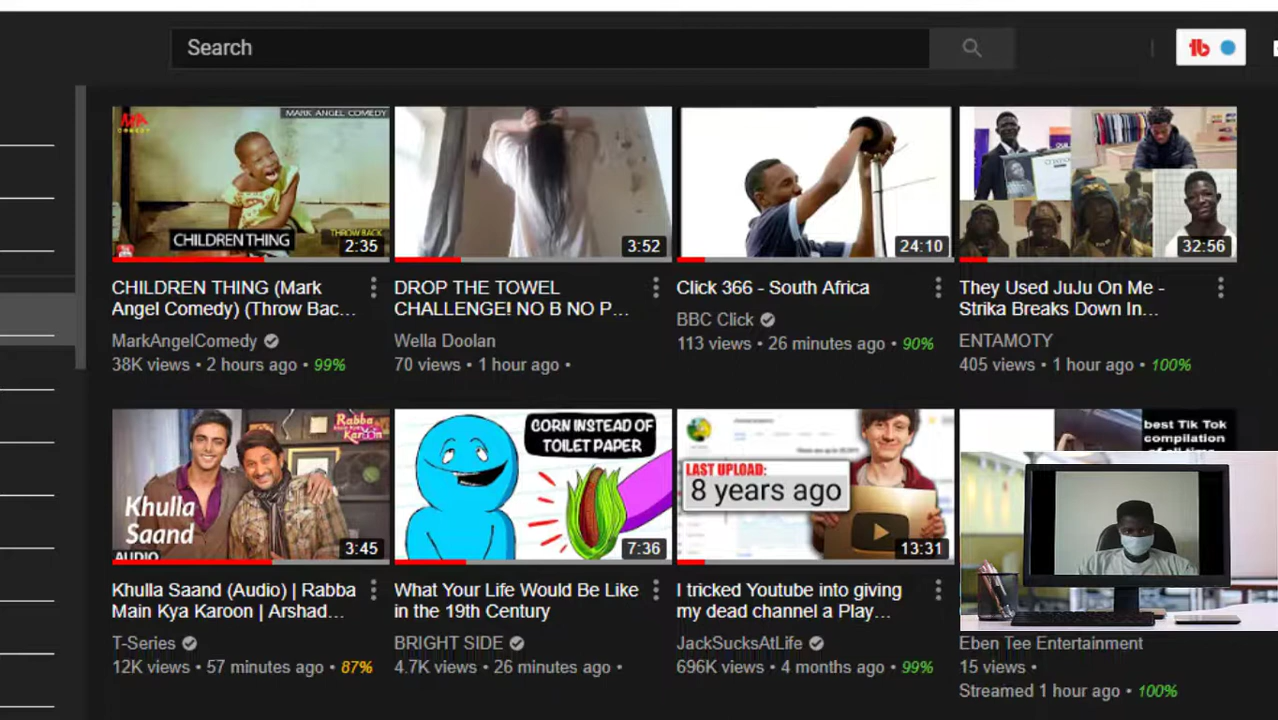 Search
MARK ANGEL COMEDY
CHILDREN THING
THROW BACK
2:35
3:52
24:10
32:56
CHILDREN THING (Mark
Angel Comedy) (Throw Bac...
MarkAngelComedy
38K views • 2 hours ago • 99%
DROP THE TOWEL
CHALLENGE! NO B NO P...
Wella Doolan
70 views • 1 hour ago •
Click 366 - South Africa
BBC Click
113 views • 26 minutes ago • 90%
They Used JuJu On Me -
Strika Breaks Down In...
ENTAMOTY
405 views • 1 hour ago • 100%
Rabba
Main Kya
Karoon
Khulla
Saand
AUDIO
3:45
CORN INSTEAD OF
TOILET PAPER
7:36
LAST UPLOAD:
8 years ago
13:31
best Tik Tok
compilation
of all time
Khulla Saand (Audio) | Rabba
Main Kya Karoon | Arshad...
T-Series
12K views • 57 minutes ago • 87%
What Your Life Would Be Like
in the 19th Century
BRIGHT SIDE
4.7K views • 26 minutes ago •
I tricked Youtube into giving
my dead channel a Play...
JackSucksAtLife
696K views • 4 months ago • 99%
Eben Tee Entertainment
15 views •
Streamed 1 hour ago • 100%